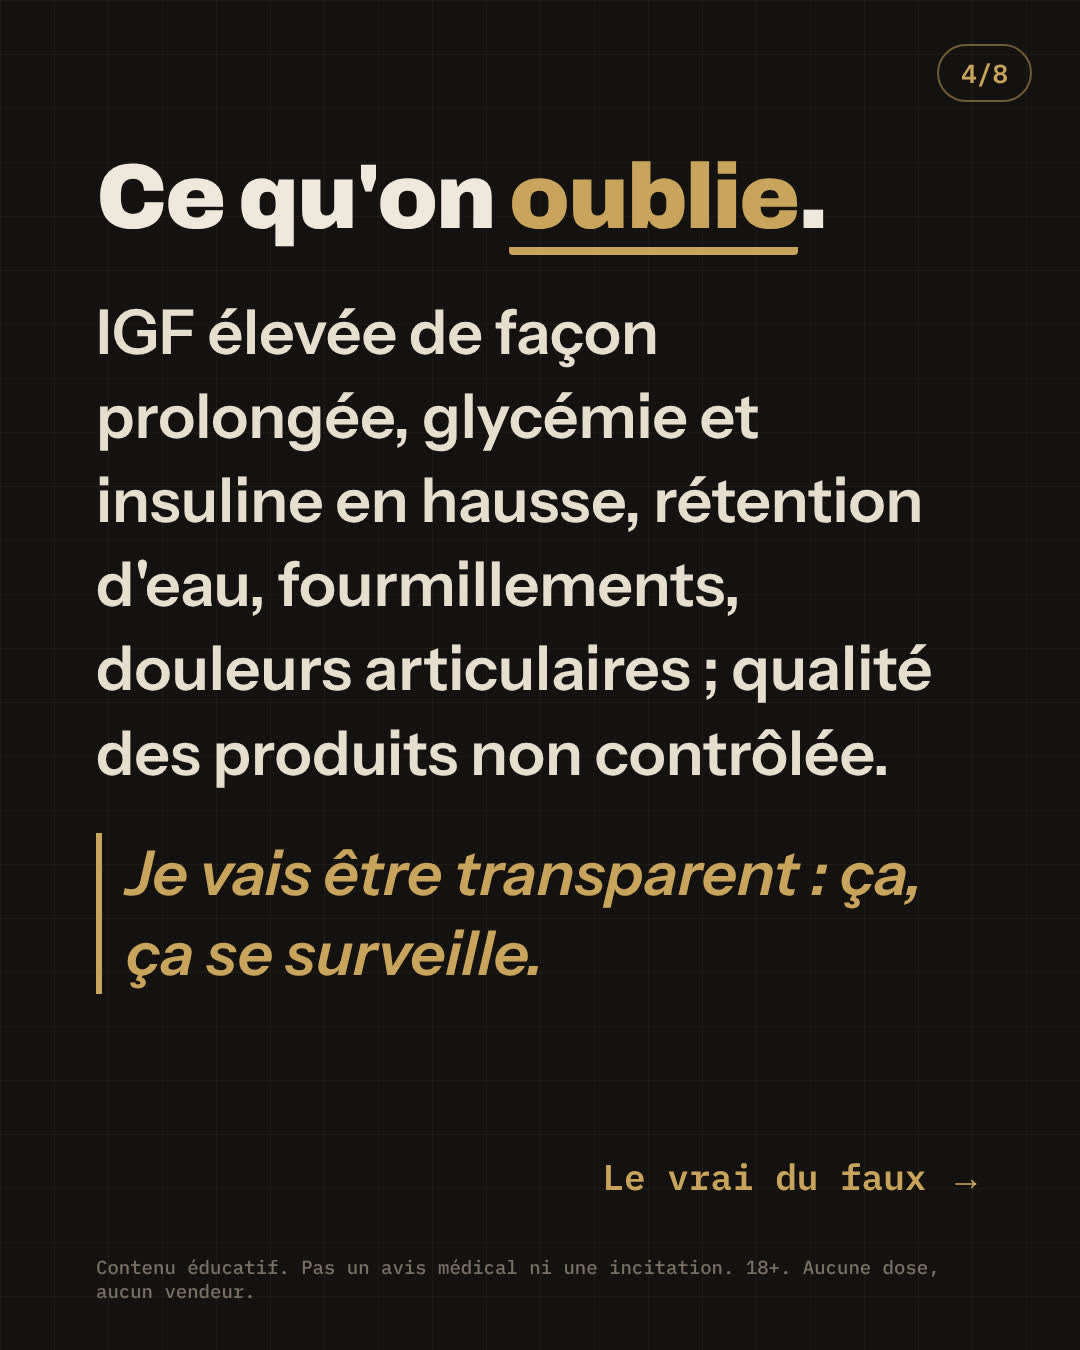 4/8
Ce qu'on oublie.
IGF élevée de façon
prolongée, glycémie et
insuline en hausse, rétention
d'eau, fourmillements,
douleurs articulaires ; qualité
des produits non contrôlée.
Je vais être transparent : ça,
ça se surveille.
Le vrai du faux →
Contenu éducatif. Pas un avis médical ni une incitation. 18+. Aucune dose,
aucun vendeur.